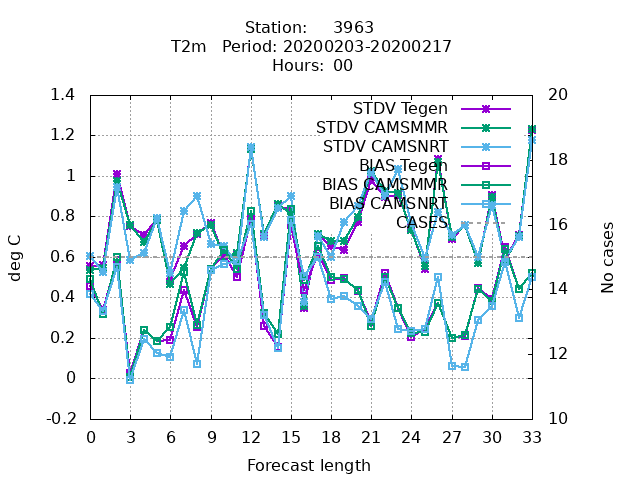 Station: 3963
T2m Period: 20200203-20200217
Hours: 00
1.4
1.2
1
0.8
0.6
0.4
0.2
0
-0.2
deg C
STDV Tegen
STDV CAMSMMR
STDV CAMSNRT
BIAS Tegen
BIAS CAMSMMR
BIAS CAMSNRT
CASES
20
18
16
14
12
10
No cases
0 3 6 9 12 15 18 21 24 27 30 33
Forecast length